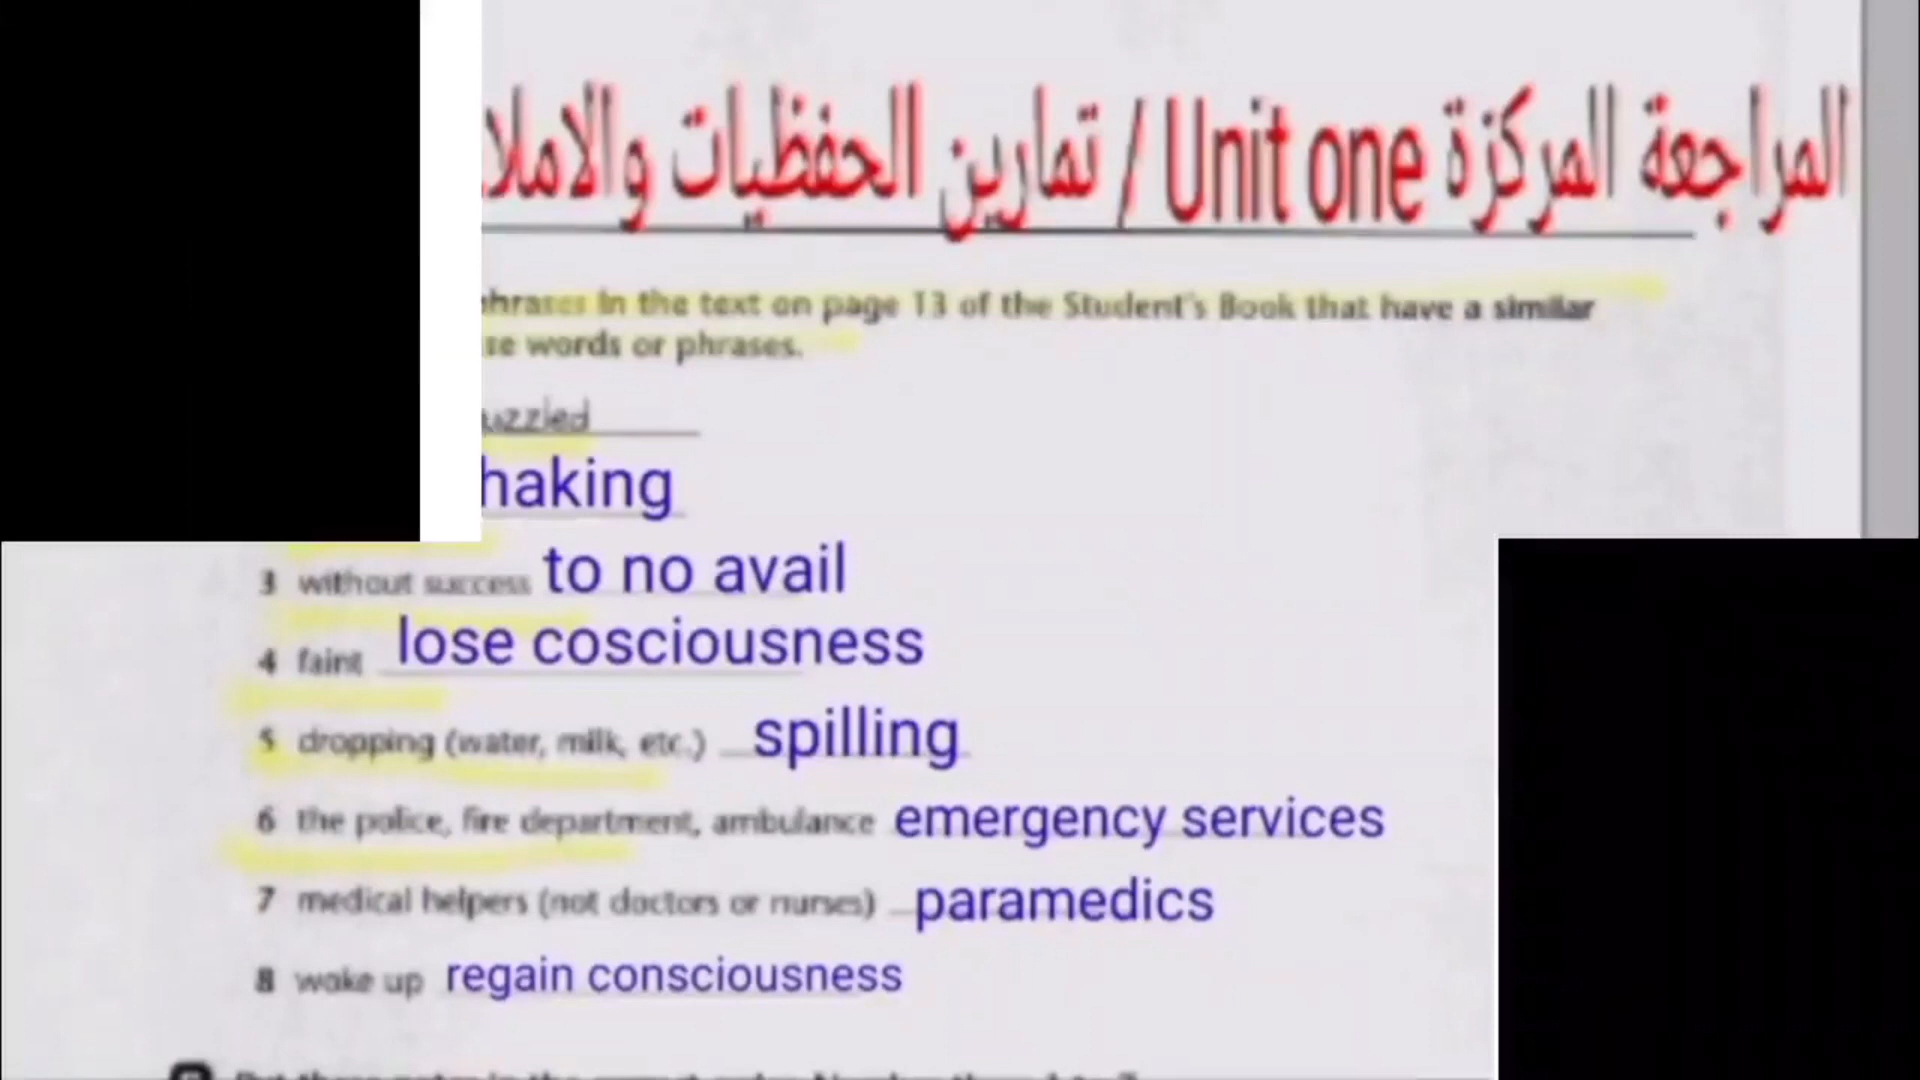 المراجعة المركزة Unit one / تمارين الحفظيات والاملا
phrases in the text on page 13 of the Student's Book that have a similar
se words or phrases.
uzzled
haking
3 without success to no avail
4 faint lose cosciousness
5 dropping (water, milk, etc.) spilling
6 the police, fire department, ambulance emergency services
7 medical helpers (not doctors or nurses) paramedics
8 wake up regain consciousness